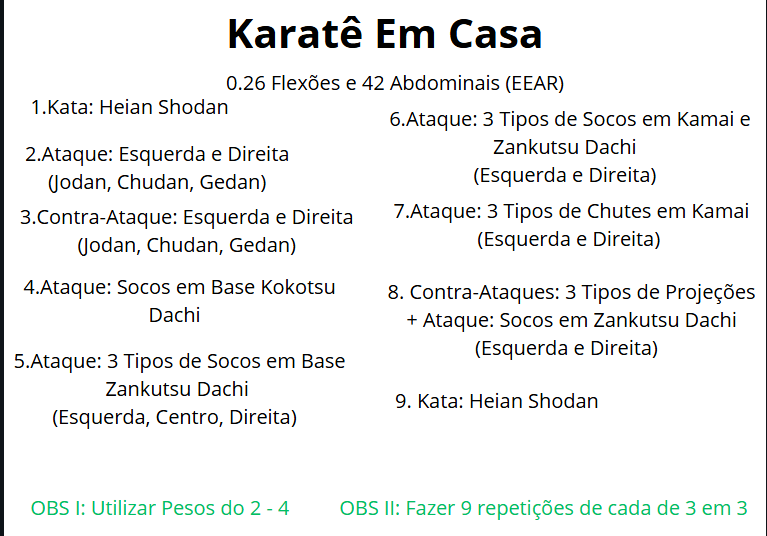 Karatê Em Casa
0.26 Flexões e 42 Abdominais (EEAR)
1.Kata: Heian Shodan
2.Ataque: Esquerda e Direita
(Jodan, Chudan, Gedan)
3.Contra-Ataque: Esquerda e Direita
(Jodan, Chudan, Gedan)
4.Ataque: Socos em Base Kokotsu
Dachi
5.Ataque: 3 Tipos de Socos em Base
Zankutsu Dachi
(Esquerda, Centro, Direita)
6.Ataque: 3 Tipos de Socos em Kamai e
Zankutsu Dachi
(Esquerda e Direita)
7.Ataque: 3 Tipos de Chutes em Kamai
(Esquerda e Direita)
8. Contra-Ataques: 3 Tipos de Projeções
+ Ataque: Socos em Zankutsu Dachi
(Esquerda e Direita)
9. Kata: Heian Shodan
OBS I: Utilizar Pesos do 2 - 4
OBS II: Fazer 9 repetições de cada de 3 em 3